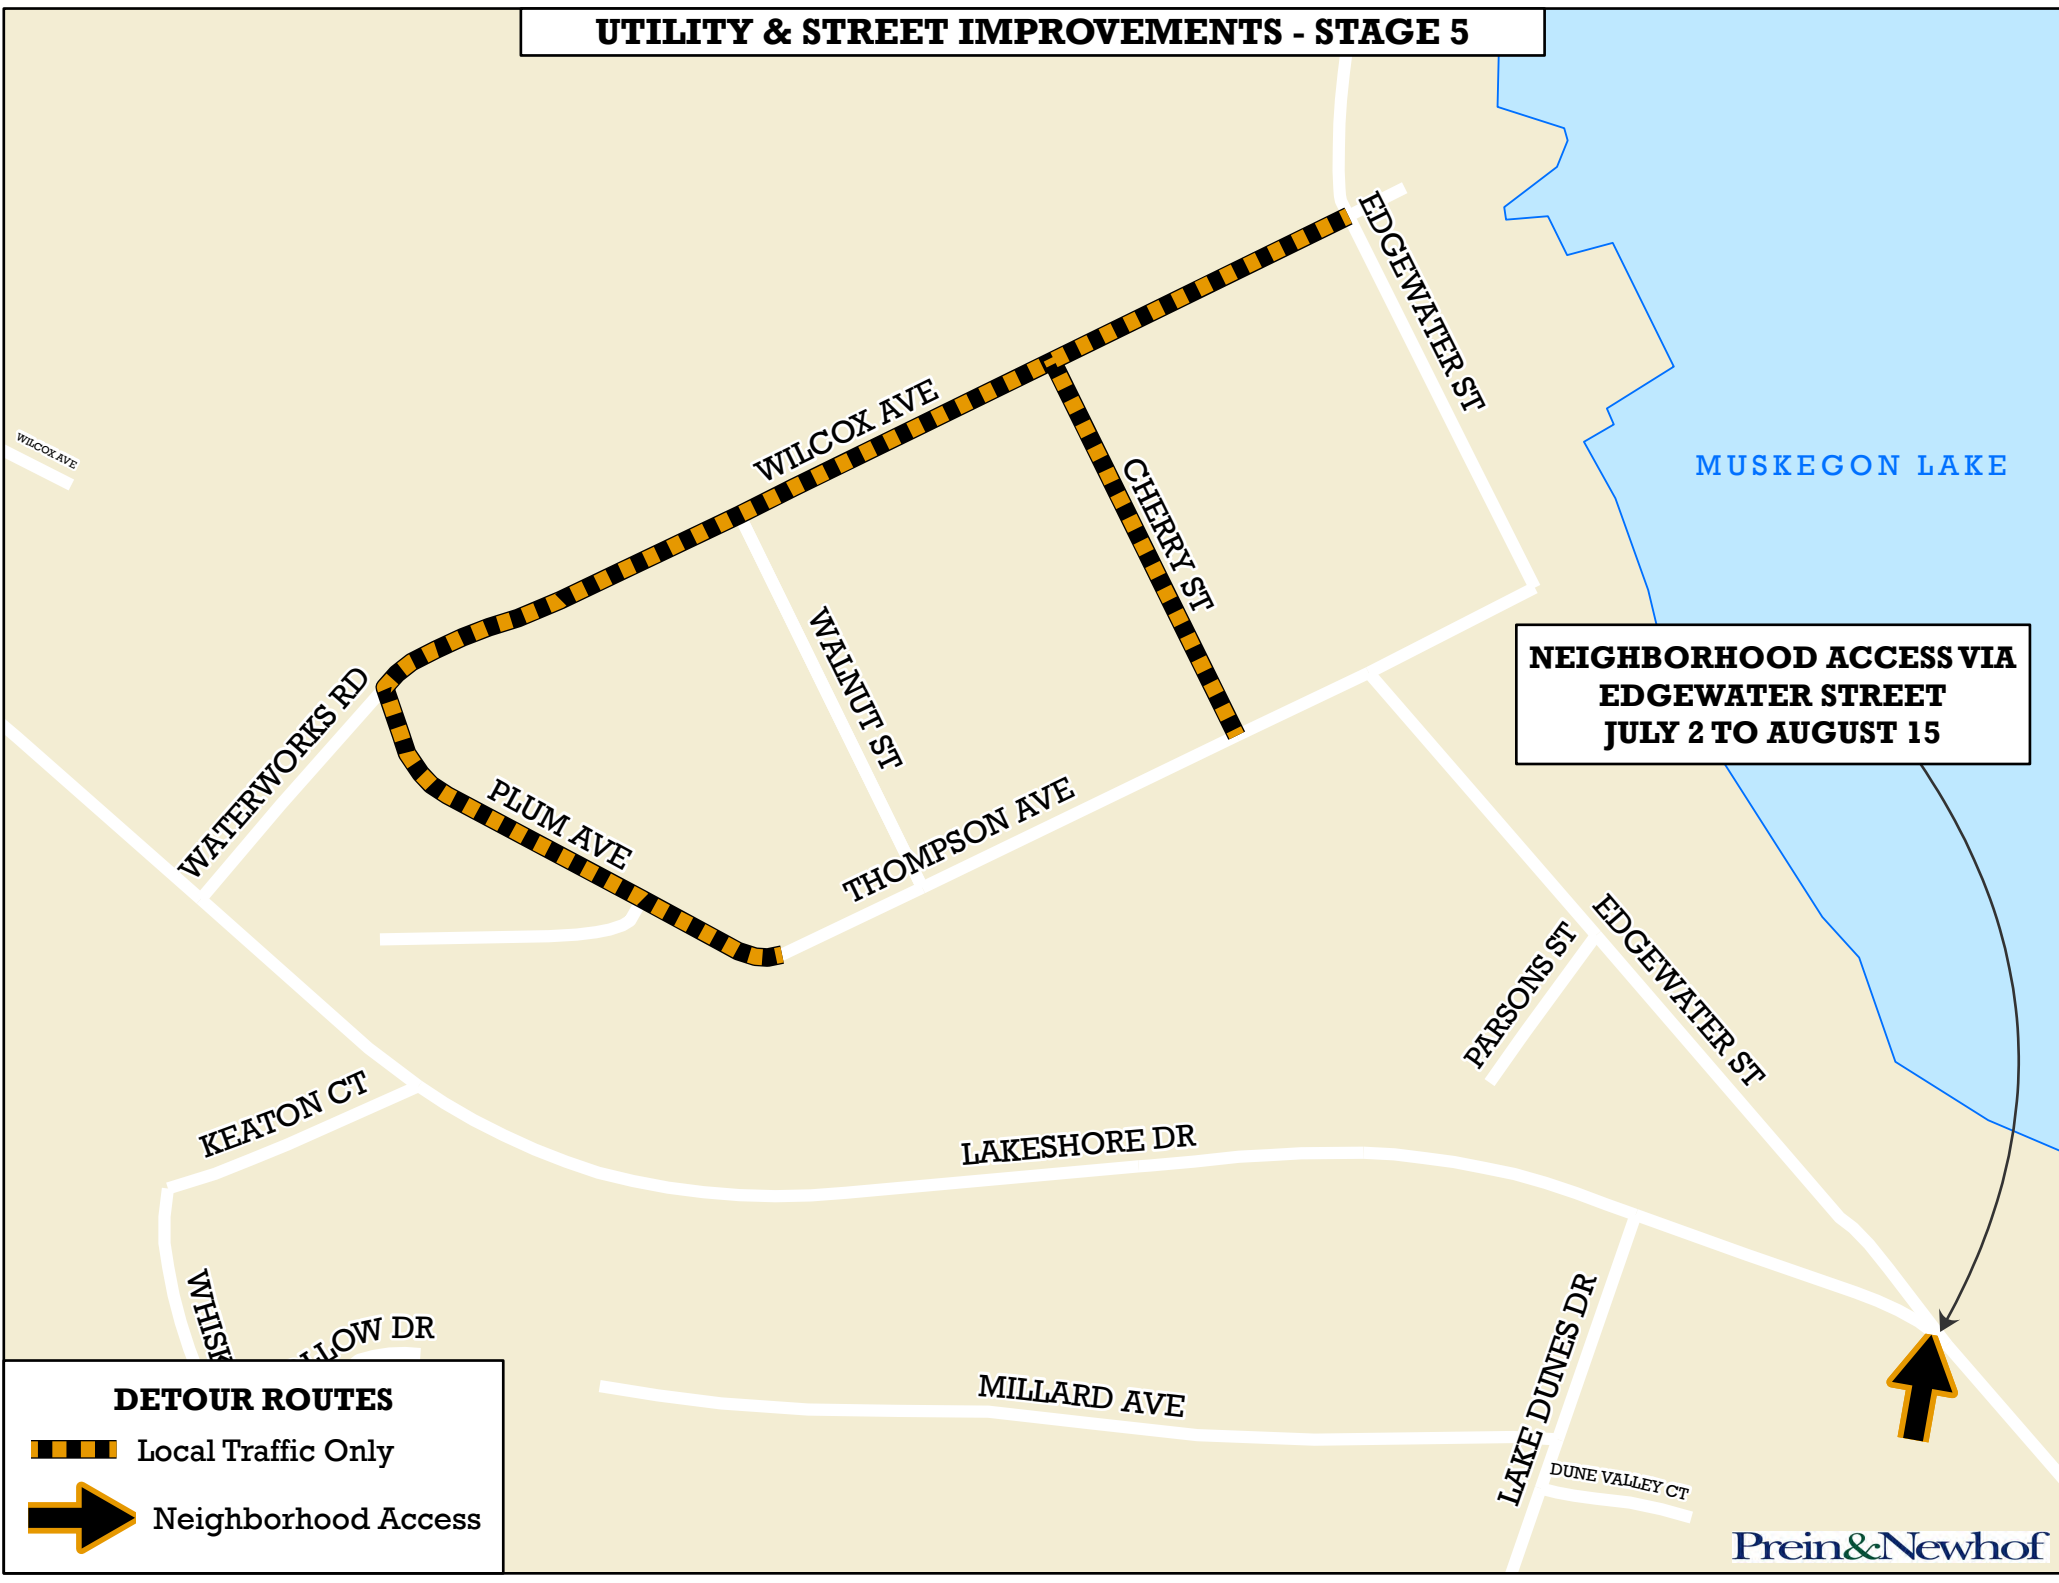 UTILITY & STREET IMPROVEMENTS - STAGE 5
EDGEWATER ST
WILCOX AVE
WILCOX AVE
CHERRY ST
MUSKEGON LAKE
WALNUT ST
WATERWORKS RD
NEIGHBORHOOD ACCESS VIA
EDGEWATER STREET
JULY 2 TO AUGUST 15
PLUM AVE
THOMPSON AVE
EDGEWATER ST
PARSONS ST
KEATON CT
LAKESHORE DR
WHISK
LLOW DR
LAKE DUNES DR
MILLARD AVE
DUNE VALLEY CT
DETOUR ROUTES
Local Traffic Only
Neighborhood Access
Prein&Newhof